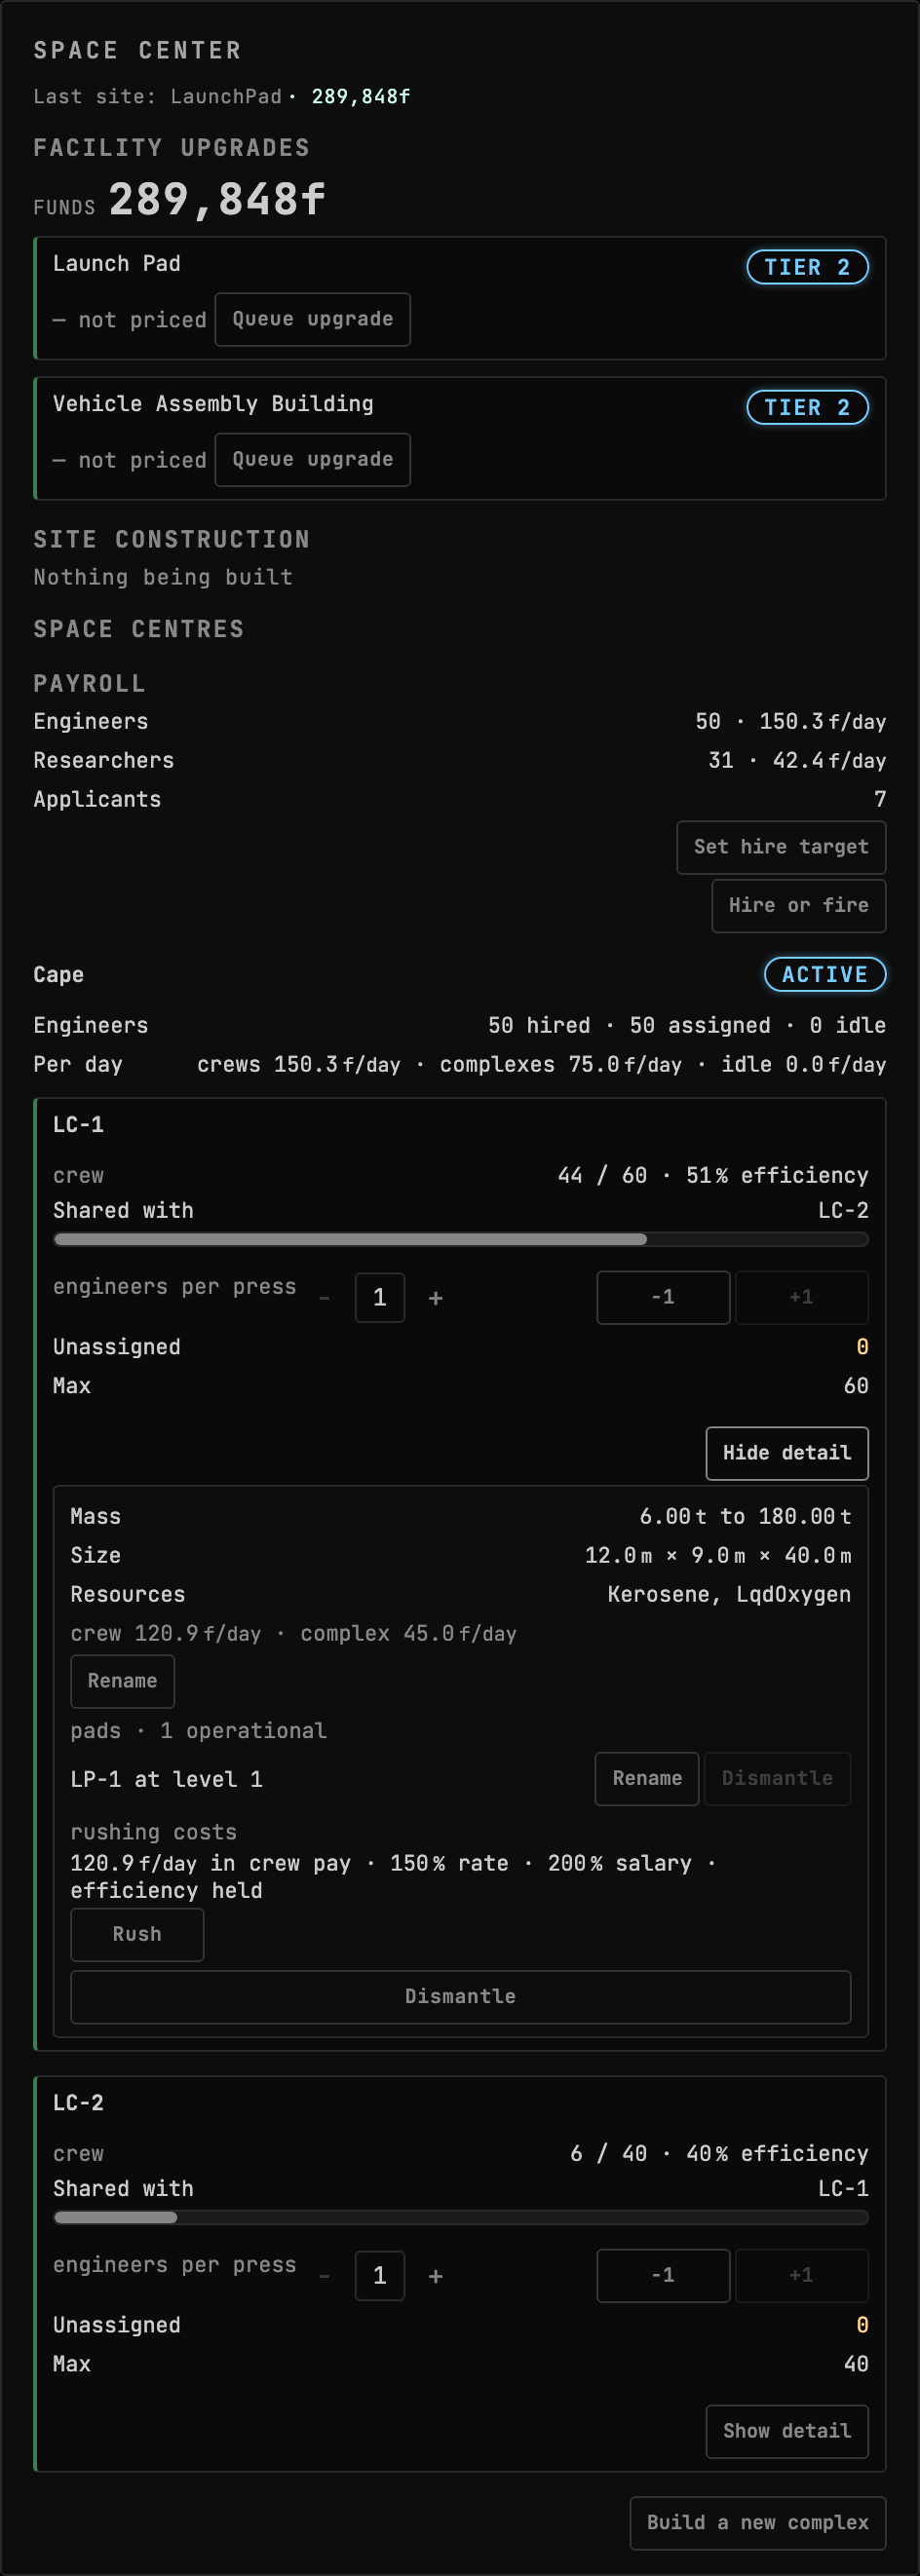 SPACE CENTER
Last site: LaunchPad · 289,848f
FACILITY UPGRADES
FUNDS 289,848f
Launch Pad TIER 2
— not priced Queue upgrade
Vehicle Assembly Building TIER 2
— not priced Queue upgrade
SITE CONSTRUCTION
Nothing being built
SPACE CENTRES
PAYROLL
Engineers 50 · 150.3 f/day
Researchers 31 · 42.4 f/day
Applicants 7
Set hire target
Hire or fire
Cape ACTIVE
Engineers 50 hired · 50 assigned · 0 idle
Per day crews 150.3 f/day · complexes 75.0 f/day · idle 0.0 f/day
LC-1
crew 44 / 60 · 51% efficiency
Shared with LC-2
engineers per press - 1 + -1 +1
Unassigned 0
Max 60
Hide detail
Mass 6.00 t to 180.00 t
Size 12.0 m × 9.0 m × 40.0 m
Resources Kerosene, LqdOxygen
crew 120.9 f/day · complex 45.0 f/day
Rename
pads · 1 operational
LP-1 at level 1 Rename Dismantle
rushing costs
120.9 f/day in crew pay · 150% rate · 200% salary ·
efficiency held
Rush
Dismantle
LC-2
crew 6 / 40 · 40% efficiency
Shared with LC-1
engineers per press - 1 + -1 +1
Unassigned 0
Max 40
Show detail
Build a new complex